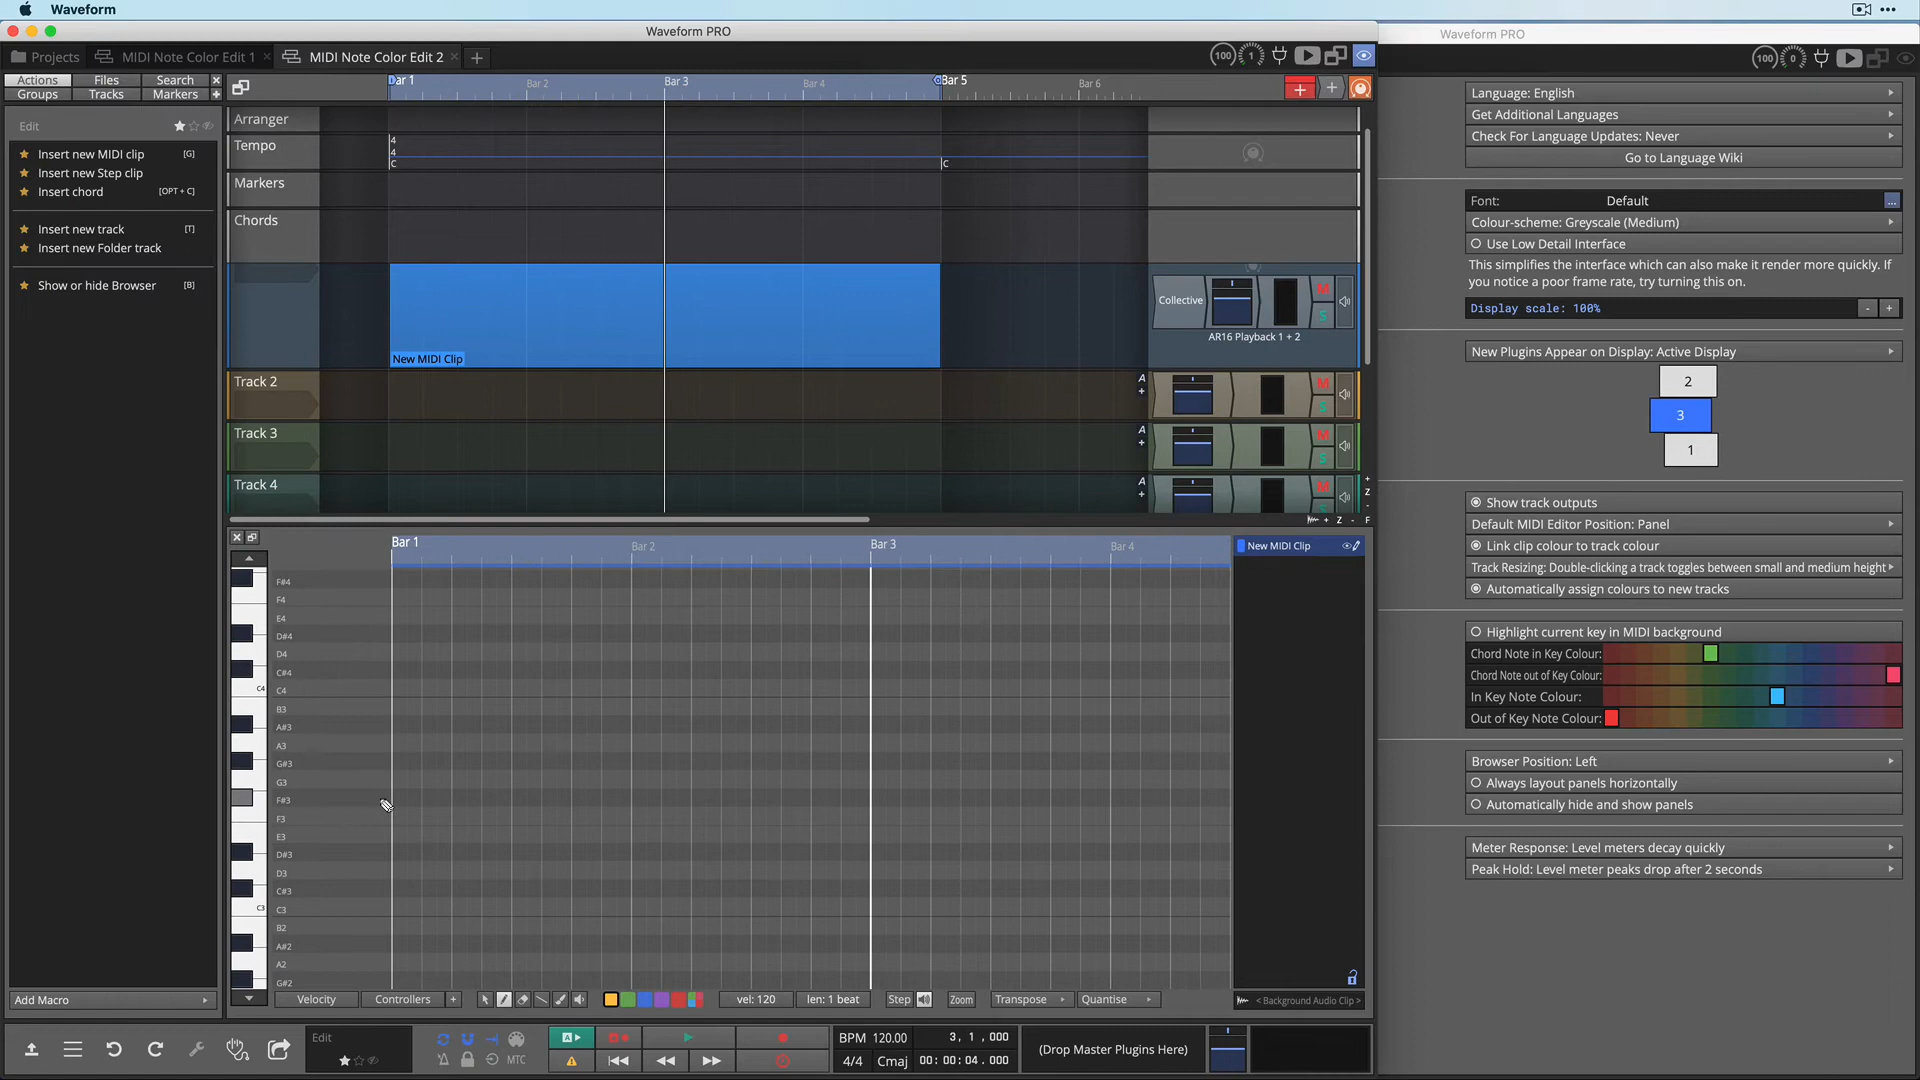 Waveform
Waveform PRO
Waveform PRO
Projects
MIDI Note Color Edit 1
MIDI Note Color Edit 2
100
1
100
0
Actions
Files
Search
Groups
Tracks
Markers
Edit
Insert new MIDI clip [G]
Insert new Step clip
Insert chord [OPT + C]
Insert new track [T]
Insert new Folder track
Show or hide Browser [B]
Add Macro
Bar 1
Bar 2
Bar 3
Bar 4
Bar 5
Bar 6
Arranger
Tempo
4
4
C
C
Markers
Chords
New MIDI Clip
Collective
M
S
AR16 Playback 1 + 2
Track 2
A
M
S
Track 3
A
M
S
Track 4
A
M
Z
+ Z - F
Bar 1
Bar 2
Bar 3
Bar 4
New MIDI Clip
F#4
F4
E4
D#4
D4
C#4
C4
C4
B3
A#3
A3
G#3
G3
F#3
F3
E3
D#3
D3
C#3
C3
C3
B2
A#2
A2
G#2
Velocity
Controllers
+
vel: 120
len: 1 beat
Step
Zoom
Transpose
Quantise
< Background Audio Clip >
Edit
MTC
A
BPM 120.00
3, 1, 000
4/4
Cmaj
00: 00: 04. 000
(Drop Master Plugins Here)
Language: English
Get Additional Languages
Check For Language Updates: Never
Go to Language Wiki
Font: Default ...
Colour-scheme: Greyscale (Medium)
Use Low Detail Interface
This simplifies the interface which can also make it render more quickly. If
you notice a poor frame rate, try turning this on.
Display scale: 100% - +
New Plugins Appear on Display: Active Display
2
3
1
Show track outputs
Default MIDI Editor Position: Panel
Link clip colour to track colour
Track Resizing: Double-clicking a track toggles between small and medium height
Automatically assign colours to new tracks
Highlight current key in MIDI background
Chord Note in Key Colour:
Chord Note out of Key Colour:
In Key Note Colour:
Out of Key Note Colour:
Browser Position: Left
Always layout panels horizontally
Automatically hide and show panels
Meter Response: Level meters decay quickly
Peak Hold: Level meter peaks drop after 2 seconds